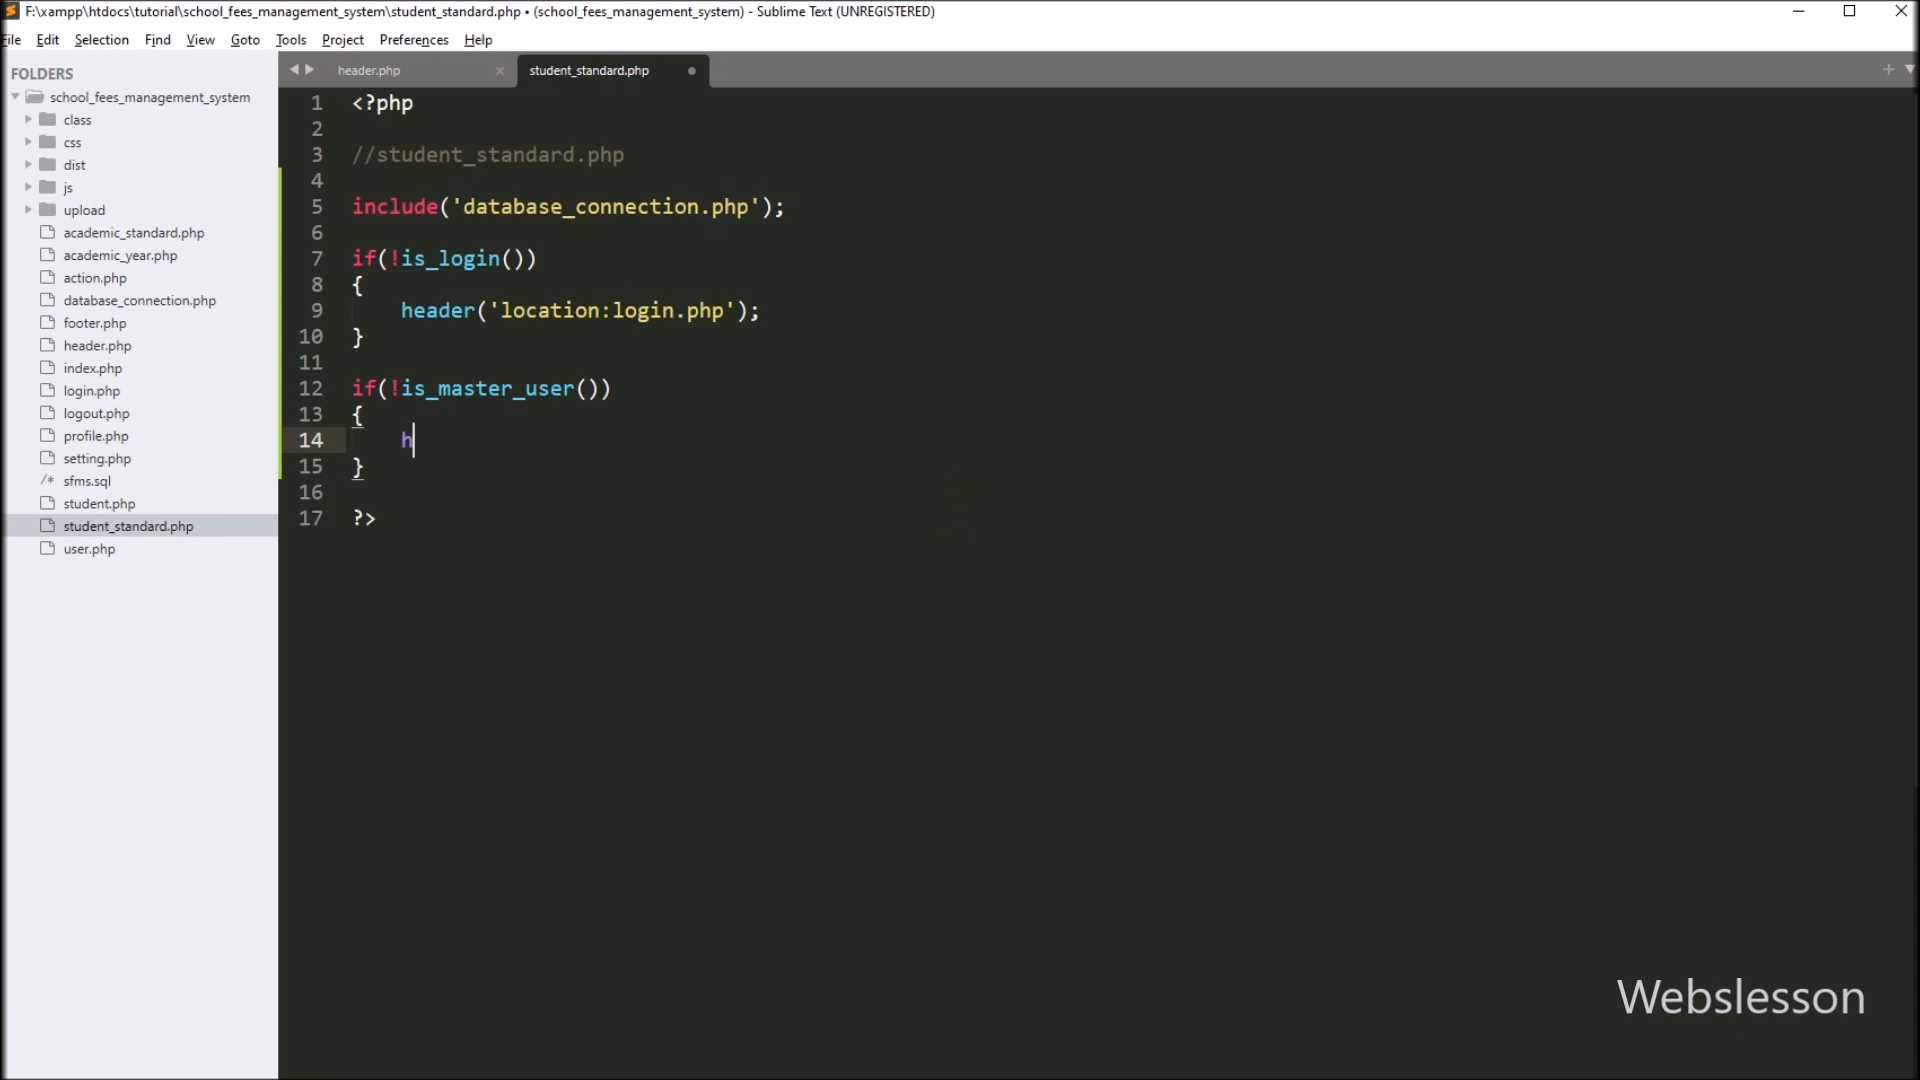 F:\xampp\htdocs\tutorial\school_fees_management_system\student_standard.php • (school_fees_management_system) - Sublime Text (UNREGISTERED)
File Edit Selection Find View Goto Tools Project Preferences Help
FOLDERS
school_fees_management_system
class
css
dist
js
upload
academic_standard.php
academic_year.php
action.php
database_connection.php
footer.php
header.php
index.php
login.php
logout.php
profile.php
setting.php
/* sfms.sql
student.php
student_standard.php
user.php
header.php
student_standard.php
1 <?php
2
3 //student_standard.php
4
5 include('database_connection.php');
6
7 if(!is_login())
8 {
9 header('location:login.php');
10 }
11
12 if(!is_master_user())
13 {
14 h
15 }
16
17 ?>
Webslesson